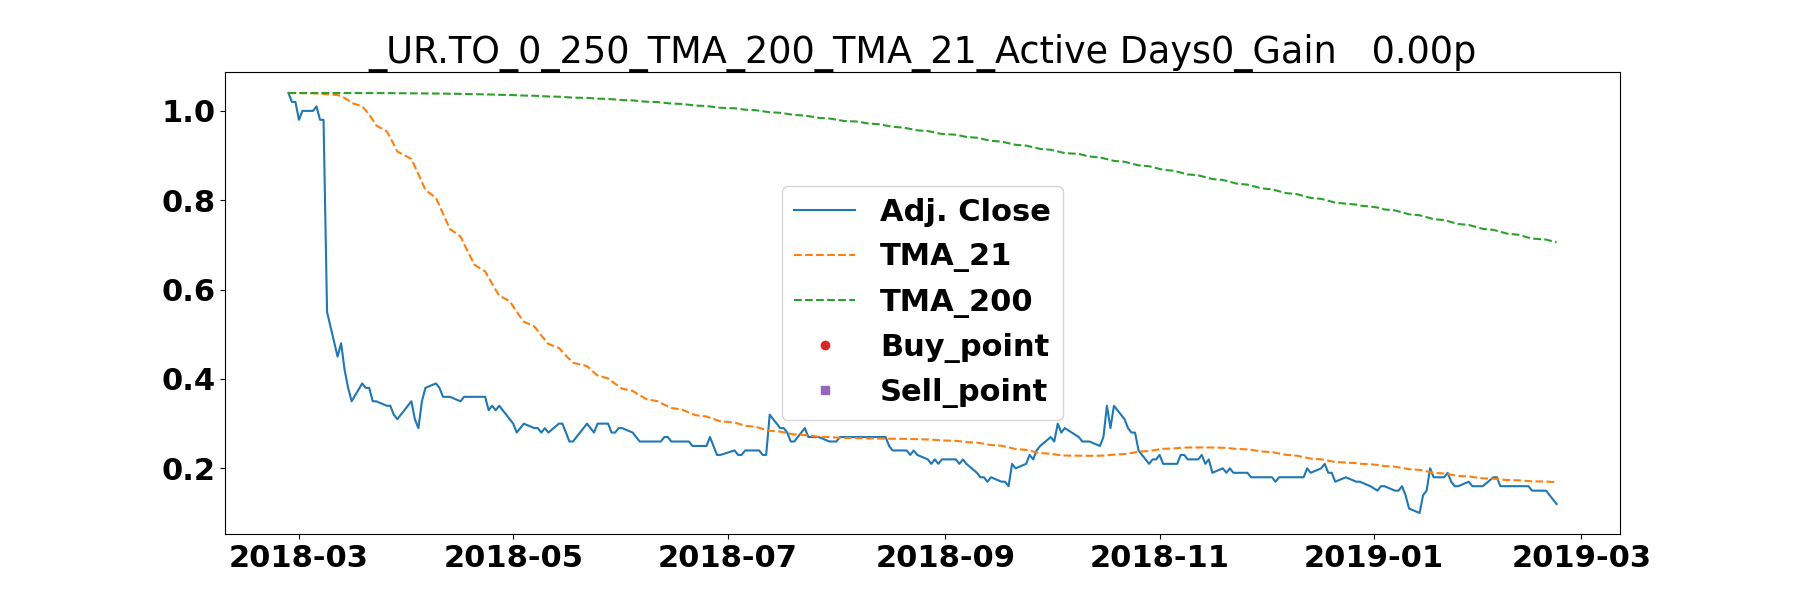 _UR.TO_0_250_TMA_200_TMA_21_Active Days0_Gain   0.00p
1.0
0.8
0.6
0.4
0.2
Adj. Close
TMA_21
TMA_200
Buy_point
Sell_point
2018-03 2018-05 2018-07 2018-09 2018-11 2019-01 2019-03